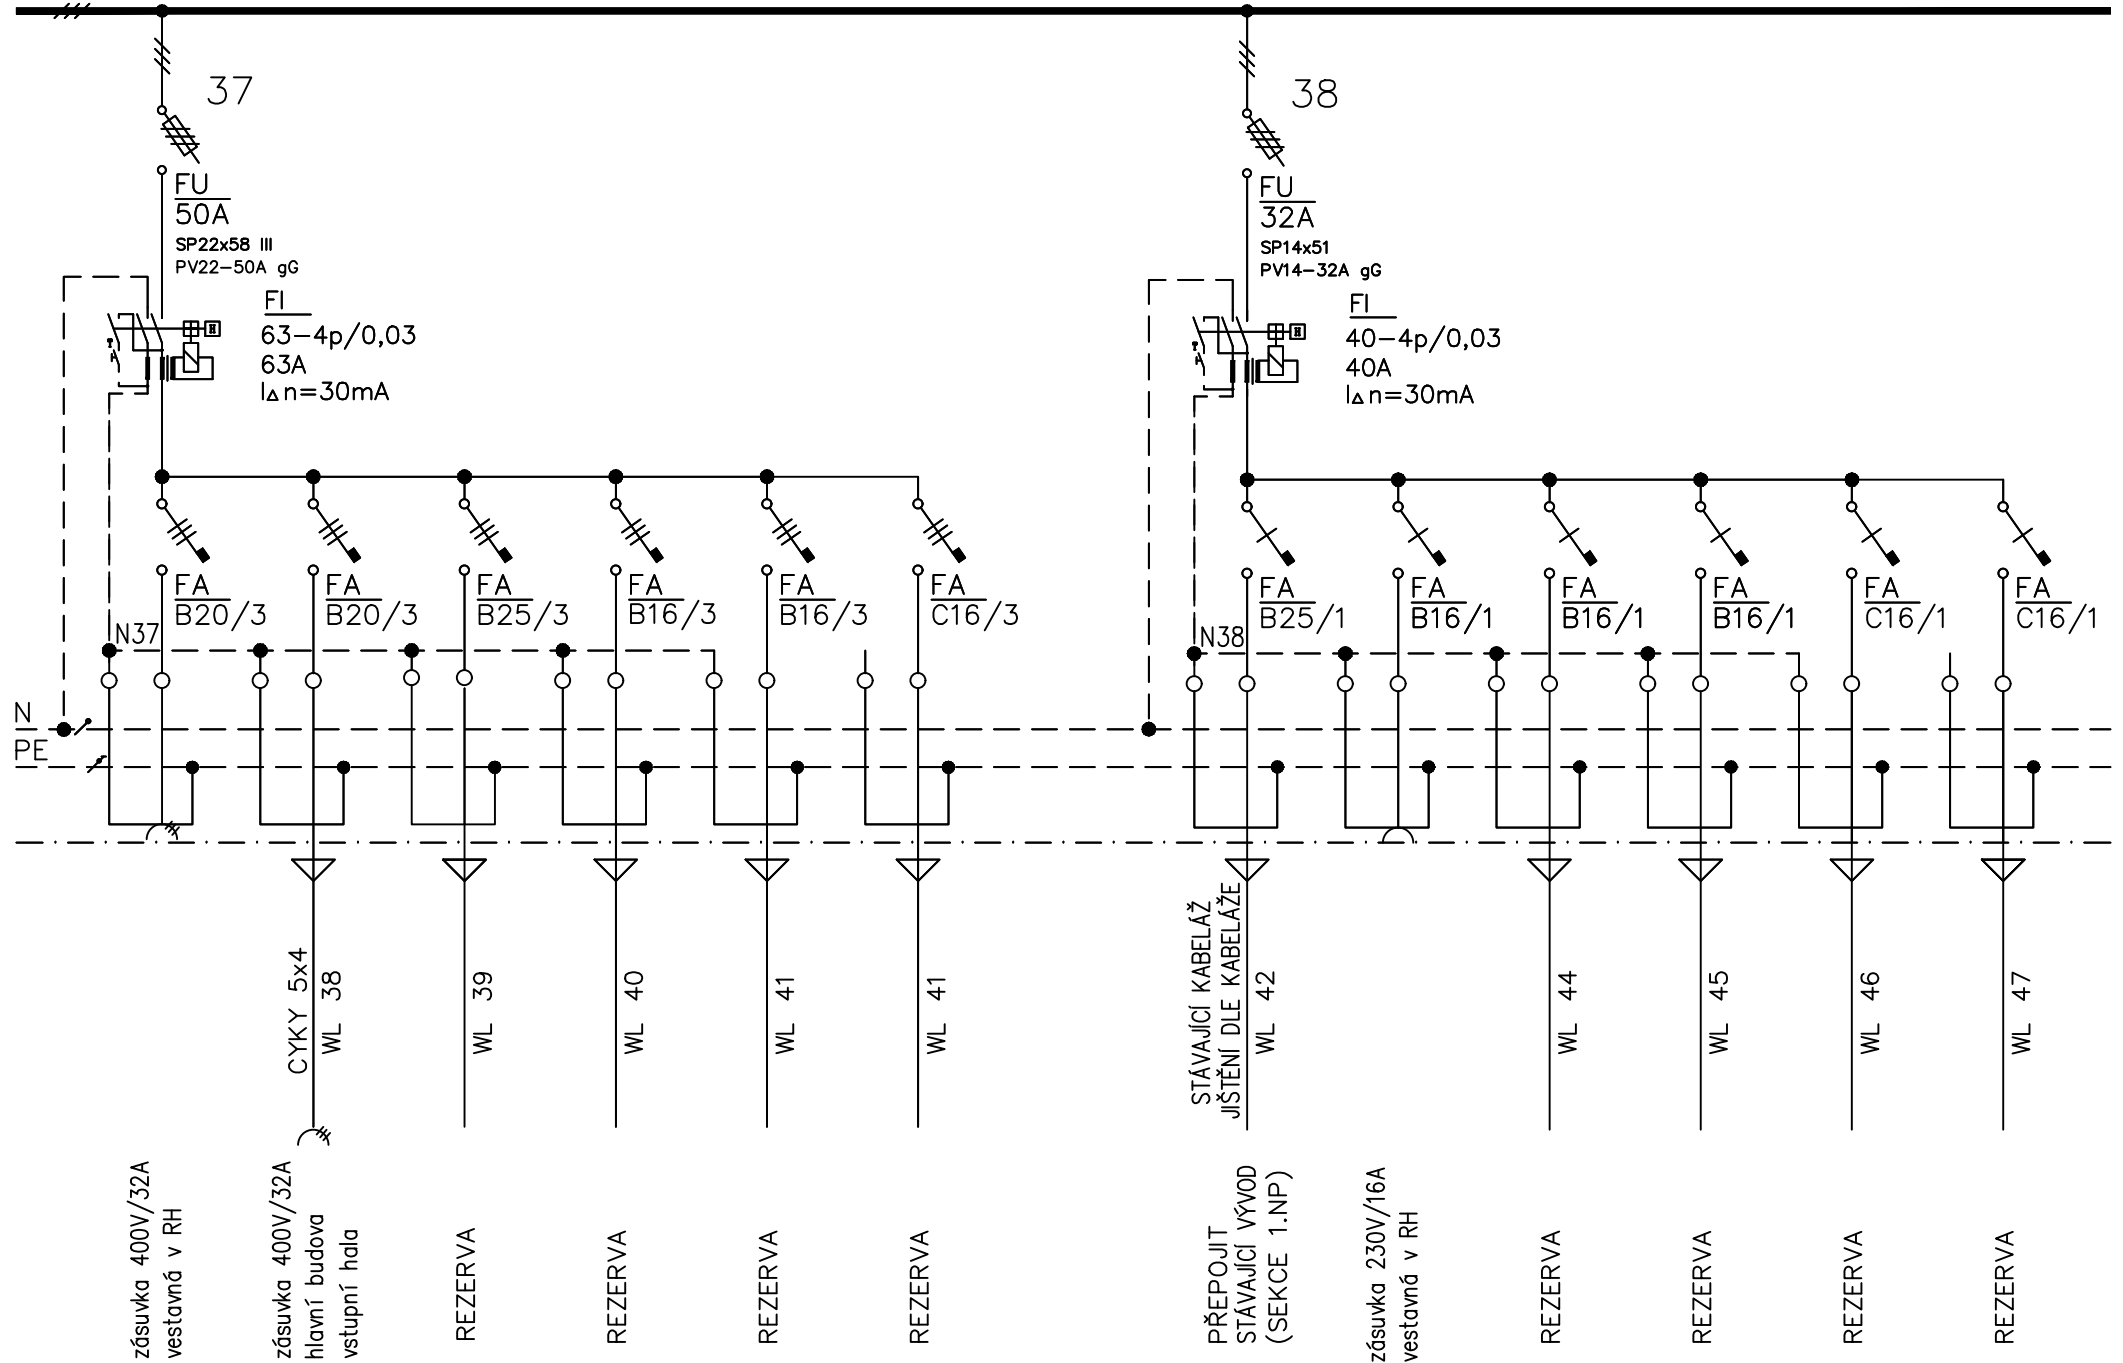 37
FU
50A
SP22x58 III
PV22-50A gG
FI
63-4p/0,03
63A
I△n=30mA
FA
B20/3
FA
B20/3
FA
B25/3
FA
B16/3
FA
B16/3
FA
C16/3
N37
N
PE
CYKY 5x4
WL 38
WL 39
WL 40
WL 41
WL 41
zásuvka 400V/32A
vestavná v RH
zásuvka 400V/32A
hlavní budova
vstupní hala
REZERVA
REZERVA
REZERVA
REZERVA
38
FU
32A
SP14x51
PV14-32A gG
FI
40-4p/0,03
40A
I△n=30mA
FA
B25/1
FA
B16/1
FA
B16/1
FA
B16/1
FA
C16/1
FA
C16/1
N38
STÁVAJÍCÍ KABELÁŽ
JIŠTĚNÍ DLE KABELÁŽE
WL 42
WL 44
WL 45
WL 46
WL 47
PŘEPOJIT
STÁVAJÍCÍ VÝVOD
(SEKCE 1.NP)
zásuvka 230V/16A
vestavná v RH
REZERVA
REZERVA
REZERVA
REZERVA